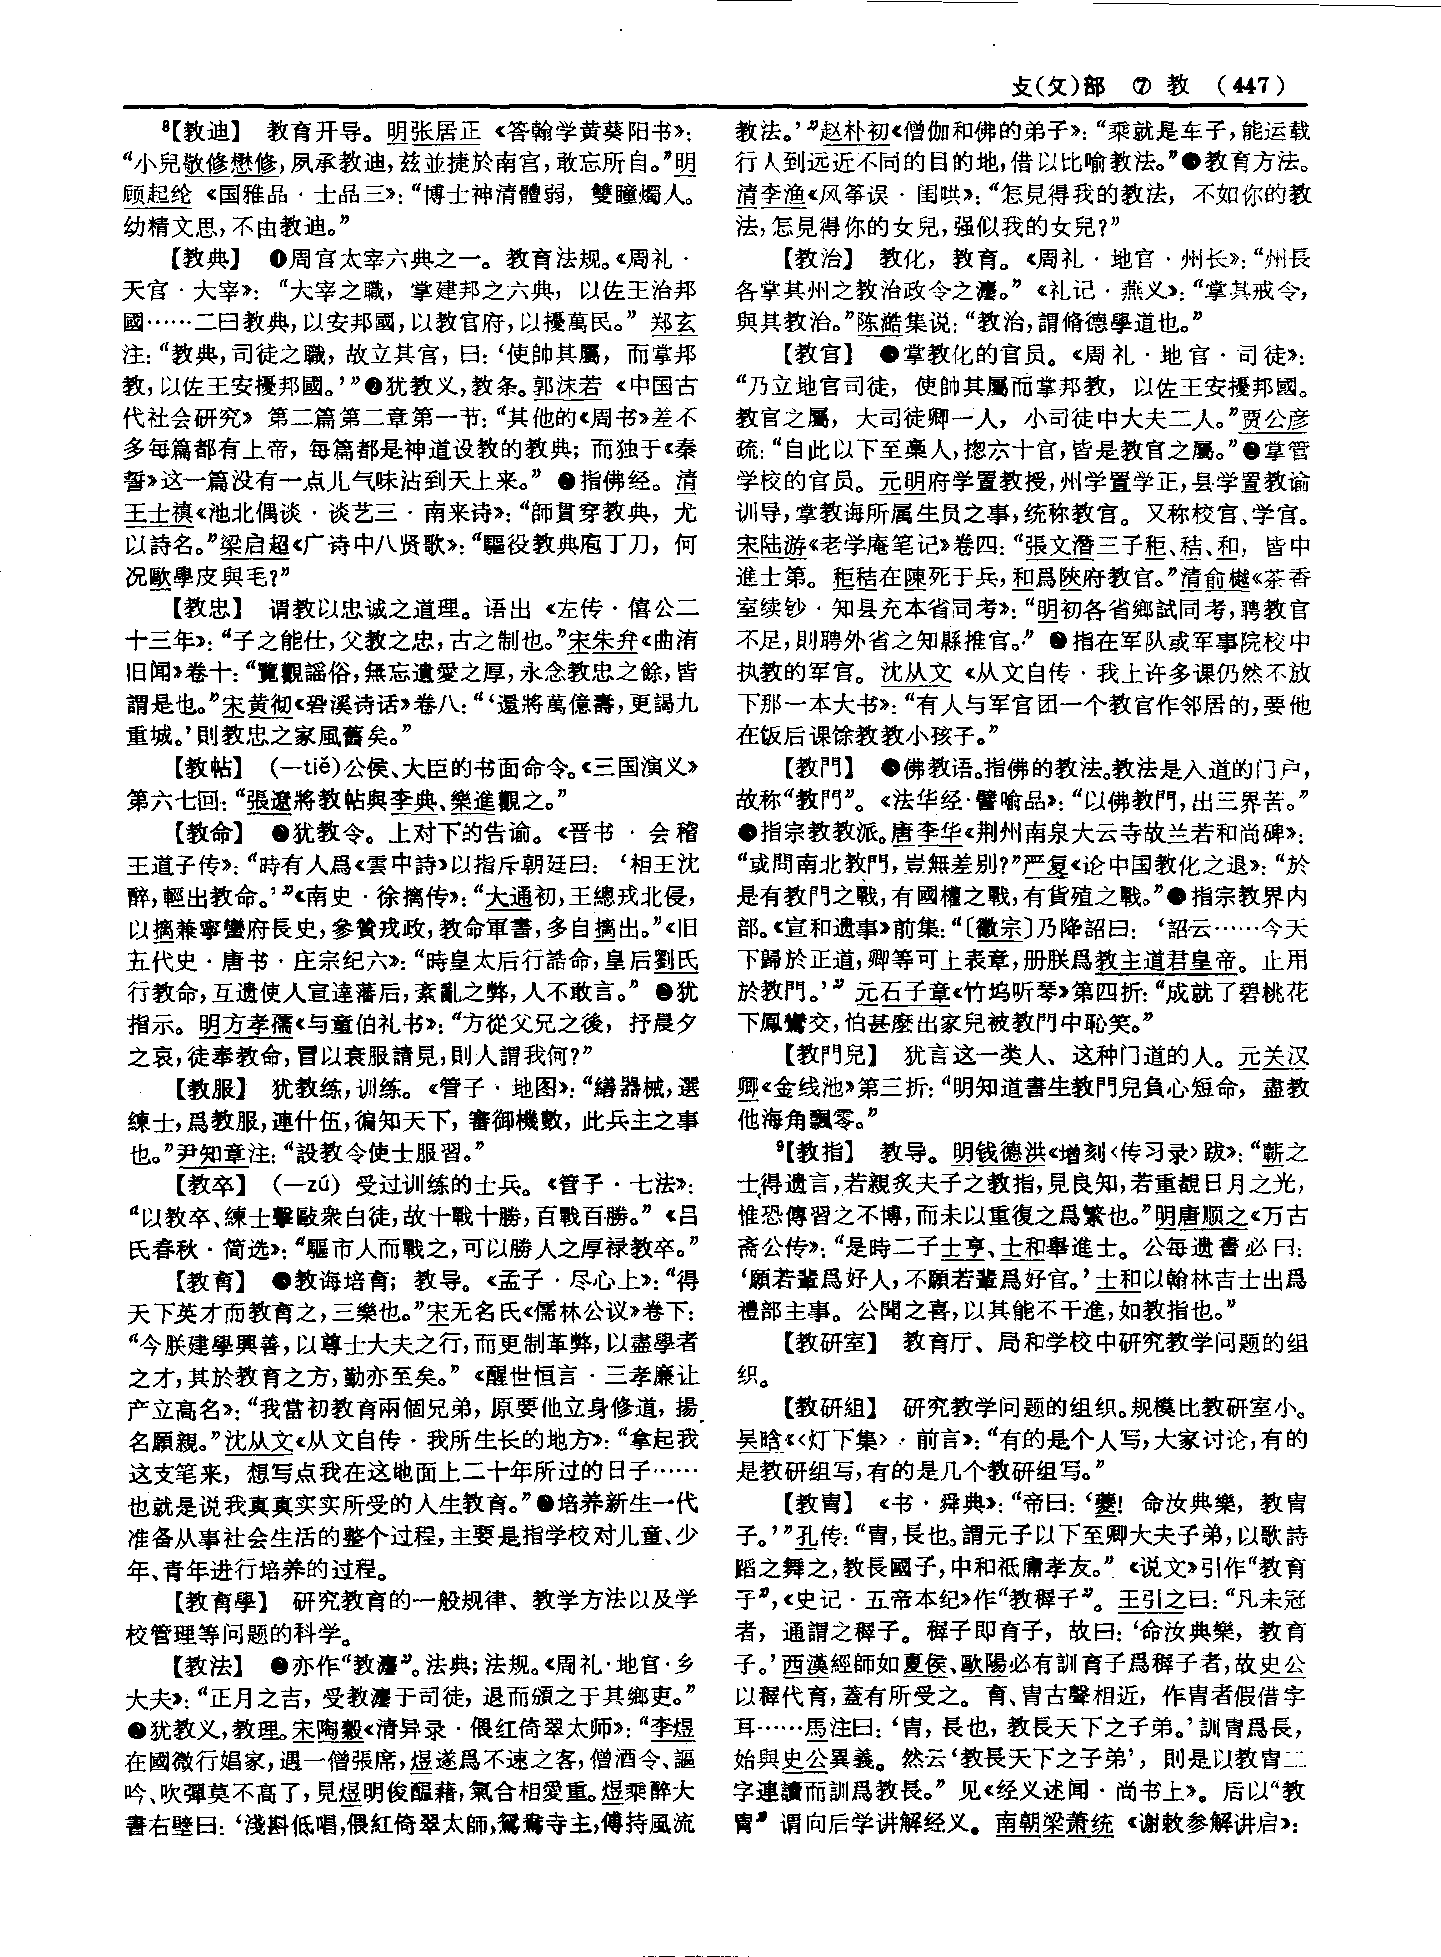 攴(攵)部 ⑦ 教 (447)
⁸【教迪】 教育开导。明张居正《答翰学黄葵阳书》：
“小兒敬修懋修，夙承教迪，兹並捷於南宫，敢忘所自。”明
顾起纶《国雅品·士品三》：“博士神清體弱，雙瞳燭人。
幼精文思，不由教迪。”
【教典】 ❶周官太宰六典之一。教育法规。《周礼·
天官·大宰》：“大宰之職，掌建邦之六典，以佐王治邦
國……二曰教典，以安邦國，以教官府，以擾萬民。”郑玄
注：“教典，司徒之職，故立其官，曰：‘使帥其屬，而掌邦
教，以佐王安擾邦國。’”❷犹教义，教条。郭沫若《中国古
代社会研究》第二篇第二章第一节：“其他的《周书》差不
多每篇都有上帝，每篇都是神道设教的教典；而独于《秦
誓》这一篇没有一点儿气味沾到天上来。”❸指佛经。清
王士禛《池北偶谈·谈艺三·南来诗》：“師貫穿教典，尤
以詩名。”梁启超《广诗中八贤歌》：“驅役教典庖丁刀，何
况歐學皮與毛？”
【教忠】 谓教以忠诚之道理。语出《左传·僖公二
十三年》：“子之能仕，父教之忠，古之制也。”宋朱弁《曲洧
旧闻》卷十：“覽觀謡俗，無忘遺愛之厚，永念教忠之餘，皆
謂是也。”宋黄彻《䂬溪诗话》卷八：“‘還將萬億壽，更謁九
重城。’則教忠之家風舊矣。”
【教帖】 （—tiě）公侯、大臣的书面命令。《三国演义》
第六七回：“張遼將教帖與李典、樂進觀之。”
【教命】 ❶犹教令。上对下的告谕。《晋书·会稽
王道子传》：“時有人爲《雲中詩》以指斥朝廷曰：‘相王沈
醉，輕出教命。’”《南史·徐摛传》：“大通初，王總戎北侵，
以摛兼寧蠻府長史，參贊戎政，教命軍書，多自摛出。”《旧
五代史·唐书·庄宗纪六》：“時皇太后行誥命，皇后劉氏
行教命，互遣使人宣達藩后，紊亂之弊，人不敢言。”❷犹
指示。明方孝孺《与童伯礼书》：“方從父兄之後，抒晨夕
之哀，徒奉教命，冒以衰服請見，則人謂我何？”
【教服】 犹教练，训练。《管子·地图》：“繕器械，選
練士，爲教服，連什伍，徧知天下，審御機數，此兵主之事
也。”尹知章注：“設教令使士服習。”
【教卒】 （—zú）受过训练的士兵。《管子·七法》：
“以教卒、練士擊敺衆白徒，故十戰十勝，百戰百勝。”《吕
氏春秋·简选》：“驅市人而戰之，可以勝人之厚禄教卒。”
【教育】 ❶教诲培育；教导。《孟子·尽心上》：“得
天下英才而教育之，三樂也。”宋无名氏《儒林公议》卷下：
“今朕建學興善，以尊士大夫之行，而更制革弊，以盡學者
之才，其於教育之方，勤亦至矣。”《醒世恒言·三孝廉让
产立高名》：“我當初教育兩個兄弟，原要他立身修道，揚
名顯親。”沈从文《从文自传·我所生长的地方》：“拿起我
这支笔来，想写点我在这地面上二十年所过的日子……
也就是说我真真实实所受的人生教育。”❷培养新生一代
准备从事社会生活的整个过程，主要是指学校对儿童、少
年、青年进行培养的过程。
【教育學】 研究教育的一般规律、教学方法以及学
校管理等问题的科学。
【教法】 ❶亦作“教灋”。法典；法规。《周礼·地官·乡
大夫》：“正月之吉，受教灋于司徒，退而頒之于其鄉吏。”
❷犹教义，教理。宋陶穀《清异录·偎红倚翠太师》：“李煜
在國微行娼家，遇一僧張席，煜遂爲不速之客，僧酒令、謳
吟、吹彈莫不高了，見煜明俊醖藉，氣合相愛重。煜乘醉大
書右壁曰：‘淺斟低唱，偎紅倚翠太師，鴛鴦寺主，傅持風流
教法。’”赵朴初《僧伽和佛的弟子》：“乘就是车子，能运载
行人到远近不同的目的地，借以比喻教法。”❸教育方法。
清李渔《风筝误·闺哄》：“怎見得我的教法，不如你的教
法，怎見得你的女兒，强似我的女兒？”
【教治】 教化，教育。《周礼·地官·州长》：“州長
各掌其州之教治政令之灋。”《礼记·燕义》：“掌其戒令，
與其教治。”陈澔集说：“教治，謂脩德學道也。”
【教官】 ❶掌教化的官员。《周礼·地官·司徒》：
“乃立地官司徒，使帥其屬而掌邦教，以佐王安擾邦國。
教官之屬，大司徒卿一人，小司徒中大夫二人。”贾公彦
疏：“自此以下至槀人，揔六十官，皆是教官之屬。”❷掌管
学校的官员。元明府学置教授，州学置学正，县学置教谕
训导，掌教诲所属生员之事，统称教官。又称校官、学官。
宋陆游《老学庵笔记》卷四：“張文潛三子秬、秸、和，皆中
進士第。秬秸在陳死于兵，和爲陝府教官。”清俞樾《茶香
室续钞·知县充本省同考》：“明初各省鄉試同考，聘教官
不足，則聘外省之知縣推官。”❸指在军队或军事院校中
执教的军官。沈从文《从文自传·我上许多课仍然不放
下那一本大书》：“有人与军官团一个教官作邻居的，要他
在饭后课馀教教小孩子。”
【教門】 ❶佛教语。指佛的教法。教法是入道的门户，
故称“教門”。《法华经·譬喻品》：“以佛教門，出三界苦。”
❷指宗教教派。唐李华《荆州南泉大云寺故兰若和尚碑》：
“或問南北教門，豈無差别？”严复《论中国教化之退》：“於
是有教門之戰，有國權之戰，有貨殖之戰。”❸指宗教界内
部。《宣和遗事》前集：“〔徽宗〕乃降詔曰：‘詔云……今天
下歸於正道，卿等可上表章，册朕爲教主道君皇帝。止用
於教門。’”元石子章《竹坞听琴》第四折：“成就了碧桃花
下鳳鸞交，怕甚麽出家兒被教門中恥笑。”
【教門兒】 犹言这一类人、这种门道的人。元关汉
卿《金线池》第三折：“明知道書生教門兒負心短命，盡教
他海角飄零。”
⁹【教指】 教导。明钱德洪《增刻〈传习录〉跋》：“蘄之
士得遺言，若親炙夫子之教指，見良知，若重覩日月之光，
惟恐傳習之不博，而未以重復之爲繁也。”明唐顺之《万古
斋公传》：“是時二子士亨、士和舉進士。公每遺書必曰：
‘願若輩爲好人，不願若輩爲好官。’士和以翰林吉士出爲
禮部主事。公聞之喜，以其能不干進，如教指也。”
【教研室】 教育厅、局和学校中研究教学问题的组
织。
【教研組】 研究教学问题的组织。规模比教研室小。
吴晗《〈灯下集〉·前言》：“有的是个人写，大家讨论，有的
是教研组写，有的是几个教研组写。”
【教胄】 《书·舜典》：“帝曰：‘夔！命汝典樂，教胄
子。’”孔传：“胄，長也。謂元子以下至卿大夫子弟，以歌詩
蹈之舞之，教長國子，中和祗庸孝友。”《说文》引作“教育
子”，《史记·五帝本纪》作“教穉子”。王引之曰：“凡未冠
者，通謂之穉子。穉子即育子，故曰：‘命汝典樂，教育
子。’西漢經師如夏侯、歐陽必有訓育子爲穉子者，故史公
以穉代育，蓋有所受之。育、胄古聲相近，作胄者假借字
耳……馬注曰：‘胄，長也，教長天下之子弟。’訓胄爲長，
始與史公異義。然云‘教長天下之子弟’，則是以教胄二
字連讀而訓爲教長。”见《经义述闻·尚书上》。后以“教
胄”谓向后学讲解经义。南朝梁萧统《谢敕参解讲启》：